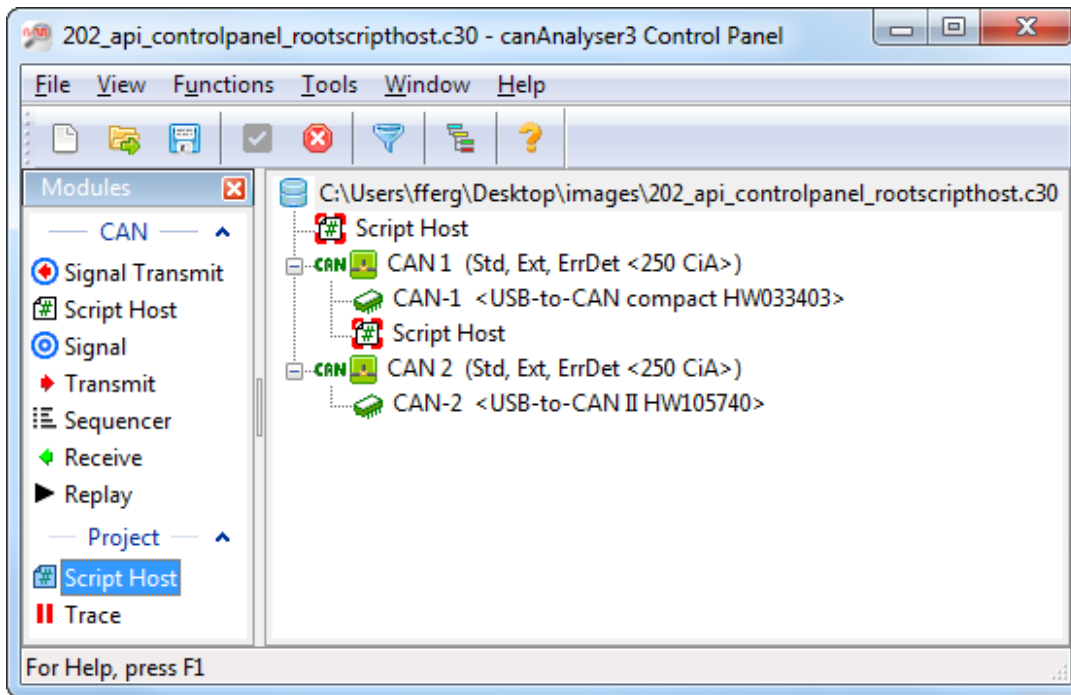 202_api_controlpanel_rootscripthost.c30 - canAnalyser3 Control Panel
File View Functions Tools Window Help
Modules
CAN
Signal Transmit
Script Host
Signal
Transmit
Sequencer
Receive
Replay
Project
Script Host
Trace
C:\Users\fferg\Desktop\images\202_api_controlpanel_rootscripthost.c30
Script Host
CAN CAN 1 (Std, Ext, ErrDet <250 CiA>)
CAN-1 <USB-to-CAN compact HW033403>
Script Host
CAN CAN 2 (Std, Ext, ErrDet <250 CiA>)
CAN-2 <USB-to-CAN II HW105740>
For Help, press F1